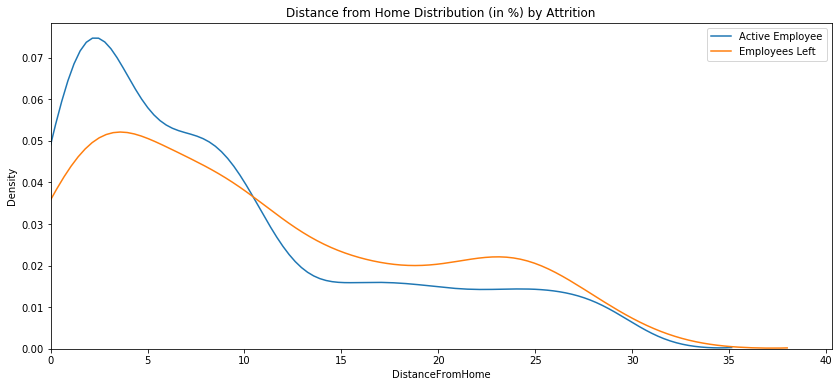 Distance from Home Distribution (in %) by Attrition
Active Employee
Employees Left
Density
0.07
0.06
0.05
0.04
0.03
0.02
0.01
0.00
0 5 10 15 20 25 30 35 40
DistanceFromHome